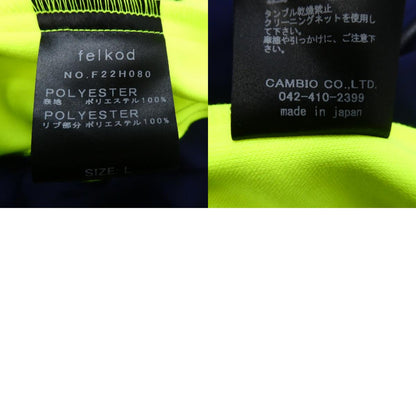 felkod
NO.F22H080
POLYESTER
表地 ポリエステル100%
POLYESTER
リブ部分 ポリエステル100%
SIZE L
タンブル乾燥禁止
クリーニングネットを使用し
て下さい。
摩擦や引っかけに、ご注意下
さい。
CAMBIO CO.,LTD.
042-410-2399
made in japan